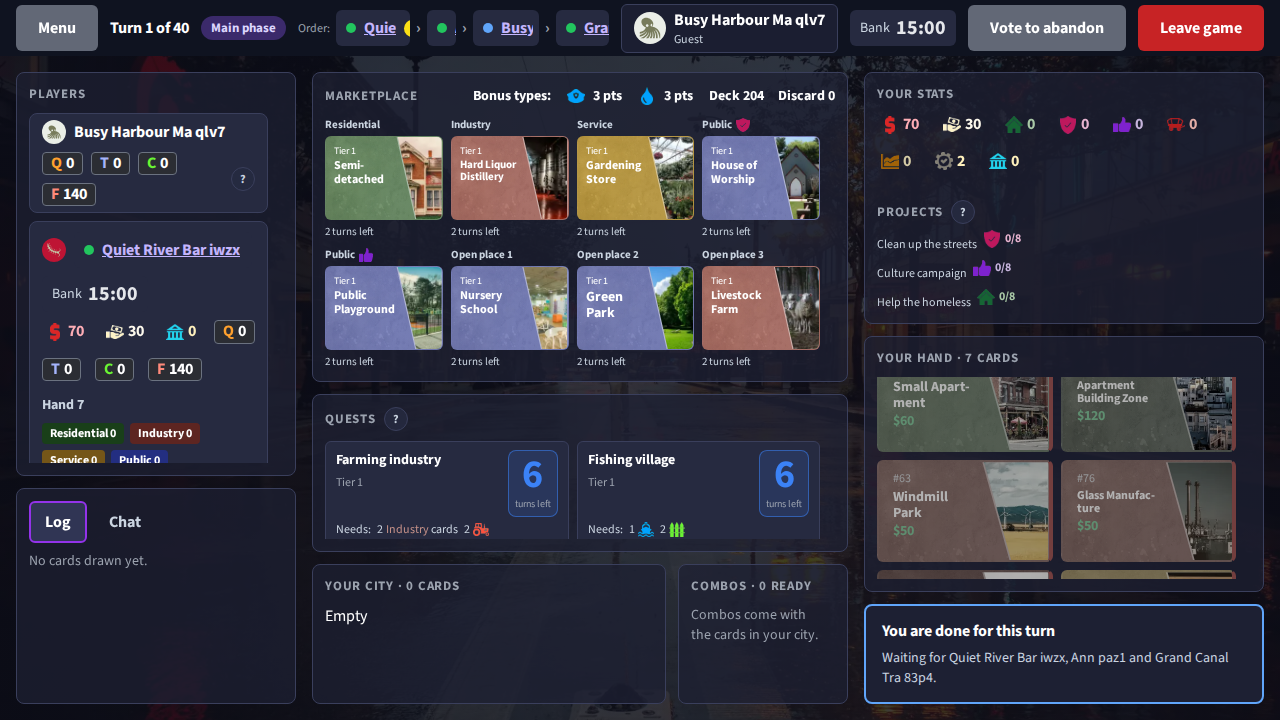 Menu
Turn 1 of 40
Main phase
Order:
Quie
›
›
Busy
›
Gra
Busy Harbour Ma qlv7
Guest
Bank 15:00
Vote to abandon
Leave game
PLAYERS
Busy Harbour Ma qlv7
Q 0
T 0
C 0
F 140
?
Quiet River Bar iwzx
Bank 15:00
70
30
0
Q 0
T 0
C 0
F 140
Hand 7
Residential 0
Industry 0
Service 0
Public 0
Log
Chat
No cards drawn yet.
MARKETPLACE
Bonus types:
3 pts
3 pts
Deck 204
Discard 0
Residential
Industry
Service
Public
Tier 1
Semi-
detached
Tier 1
Hard Liquor
Distillery
Tier 1
Gardening
Store
Tier 1
House of
Worship
2 turns left
2 turns left
2 turns left
2 turns left
Public
Open place 1
Open place 2
Open place 3
Tier 1
Public
Playground
Tier 1
Nursery
School
Tier 1
Green
Park
Tier 1
Livestock
Farm
2 turns left
2 turns left
2 turns left
2 turns left
QUESTS
?
Farming industry
Tier 1
6
turns left
Needs: 2 Industry cards 2
Fishing village
Tier 1
6
turns left
Needs: 1 2
YOUR CITY · 0 CARDS
Empty
COMBOS · 0 READY
Combos come with
the cards in your city.
YOUR STATS
70
30
0
0
0
0
0
2
0
PROJECTS
?
Clean up the streets 0/8
Culture campaign 0/8
Help the homeless 0/8
YOUR HAND · 7 CARDS
Small Apart-
ment
$60
Apartment
Building Zone
$120
#63
Windmill
Park
$50
#76
Glass Manufac-
ture
$50
You are done for this turn
Waiting for Quiet River Bar iwzx, Ann paz1 and Grand Canal
Tra 83p4.